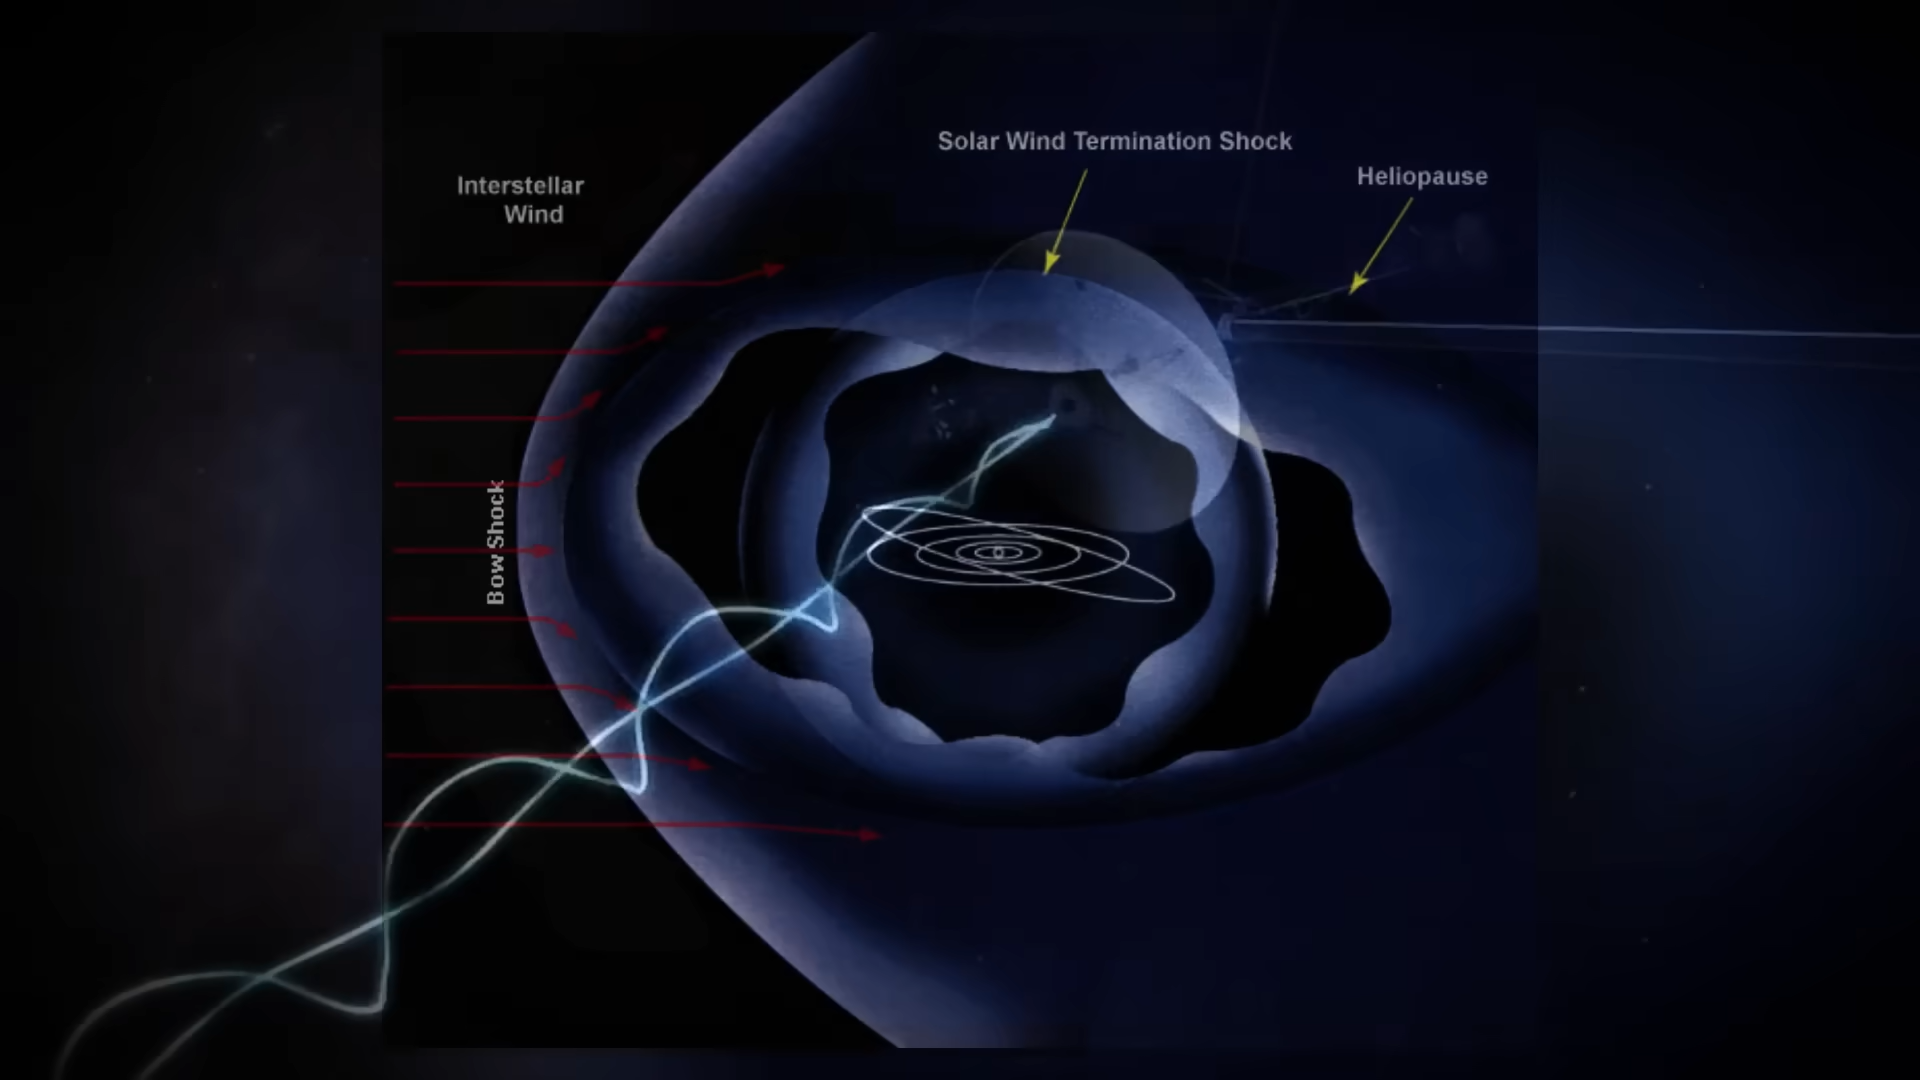 Solar Wind Termination Shock
Heliopause
Interstellar
Wind
Bow Shock